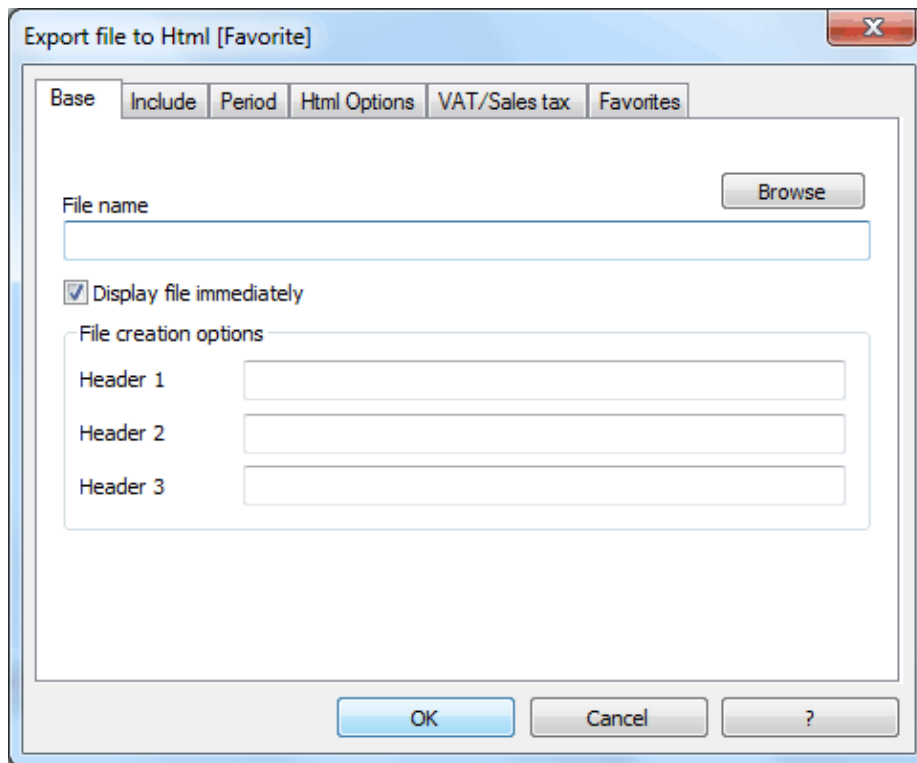 Export file to Html [Favorite]
Base Include Period Html Options VAT/Sales tax Favorites
Browse
File name
Display file immediately
File creation options
Header 1
Header 2
Header 3
OK Cancel ?